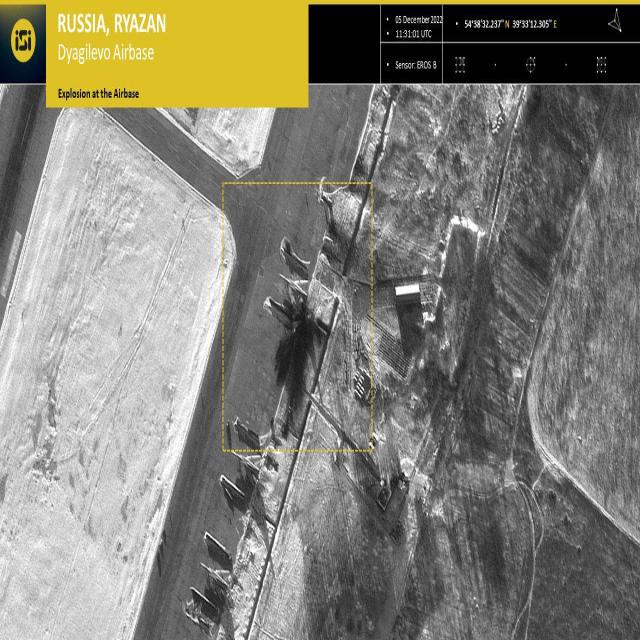 iSi
RUSSIA, RYAZAN
Dyagilevo Airbase
Explosion at the Airbase
05 December 2022
11:31:01 UTC
Sensor: EROS B
54°38'32.237" N 39°33'12.305" E